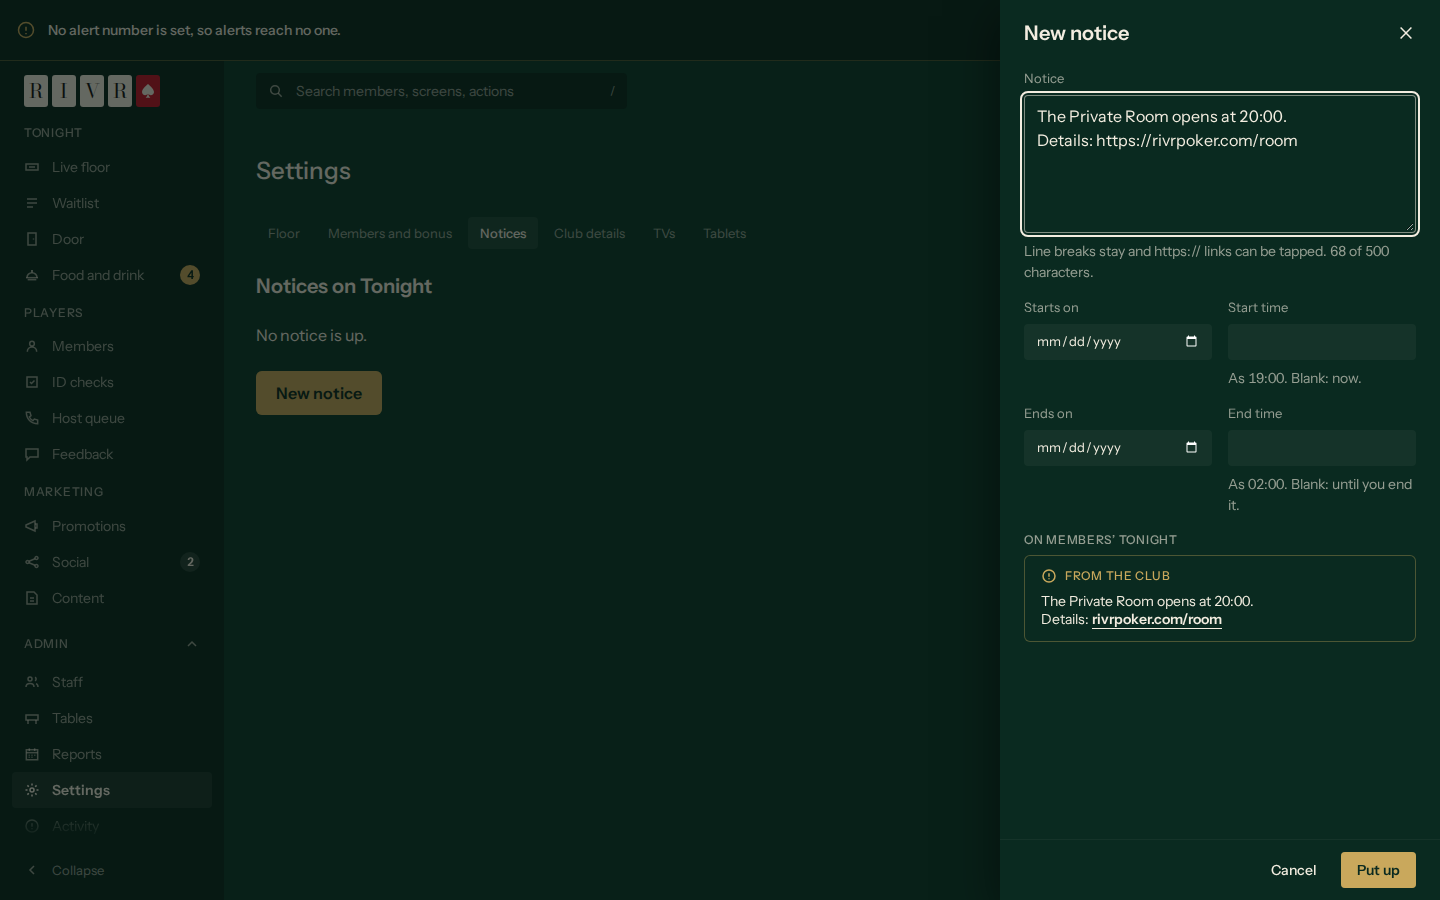 No alert number is set, so alerts reach no one.
RIVR
Search members, screens, actions /
TONIGHT
Live floor
Waitlist
Door
Food and drink 4
PLAYERS
Members
ID checks
Host queue
Feedback
MARKETING
Promotions
Social 2
Content
ADMIN
Staff
Tables
Reports
Settings
Activity
Collapse
Settings
Floor Members and bonus Notices Club details TVs Tablets
Notices on Tonight
No notice is up.
New notice
New notice
Notice
The Private Room opens at 20:00.
Details: https://rivrpoker.com/room
Line breaks stay and https:// links can be tapped. 68 of 500
characters.
Starts on Start time
mm/dd/yyyy
As 19:00. Blank: now.
Ends on End time
mm/dd/yyyy
As 02:00. Blank: until you end
it.
ON MEMBERS’ TONIGHT
FROM THE CLUB
The Private Room opens at 20:00.
Details: rivrpoker.com/room
Cancel Put up